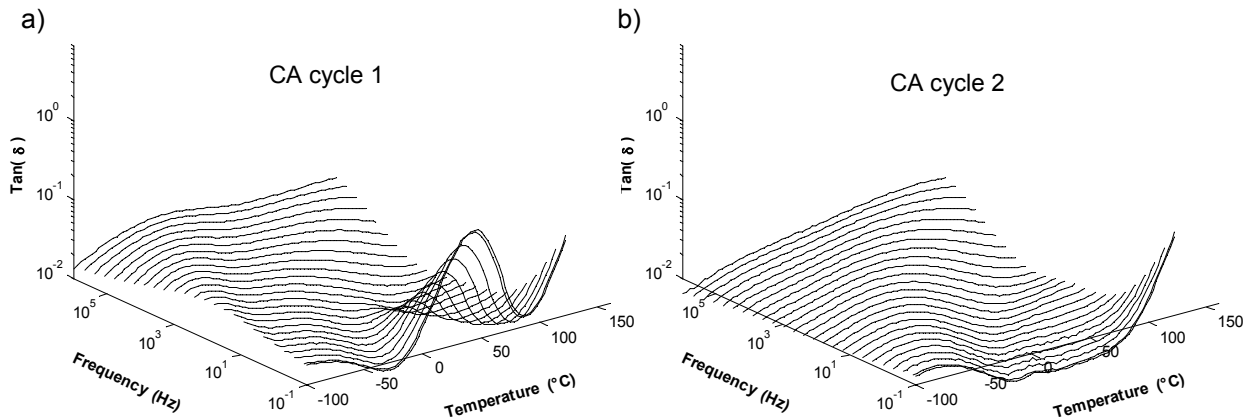 a)
CA cycle 1
Tan( δ )
10^0
10^-1
10^-2
10^5
10^3
10^1
10^-1
Frequency (Hz)
-100
-50
0
50
100
150
Temperature (°C)
b)
CA cycle 2
Tan( δ )
10^0
10^-1
10^-2
10^5
10^3
10^1
10^-1
Frequency (Hz)
-100
-50
0
50
100
150
Temperature (°C)